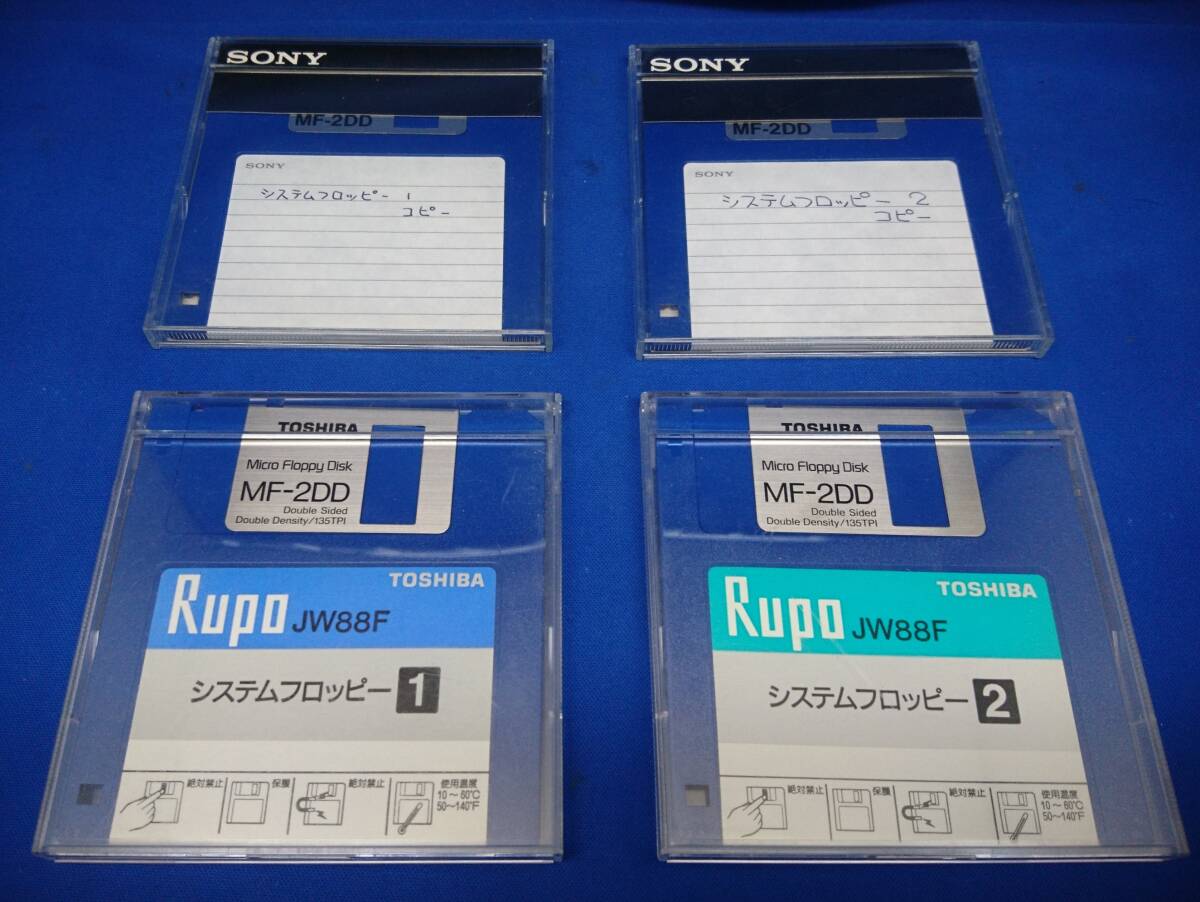 SONY
MF-2DD
SONY
システムフロッピー 1
コピー
SONY
MF-2DD
SONY
システムフロッピー 2
コピー
TOSHIBA
Micro Floppy Disk
MF-2DD
Double Sided
Double Density/135TPI
Rupo JW88F TOSHIBA
システムフロッピー 1
絶対禁止 保護 絶対禁止 使用温度
10～60℃
50～140°F
TOSHIBA
Micro Floppy Disk
MF-2DD
Double Sided
Double Density/135TPI
Rupo JW88F TOSHIBA
システムフロッピー 2
絶対禁止 保護 絶対禁止 使用温度
10～60℃
50～140°F